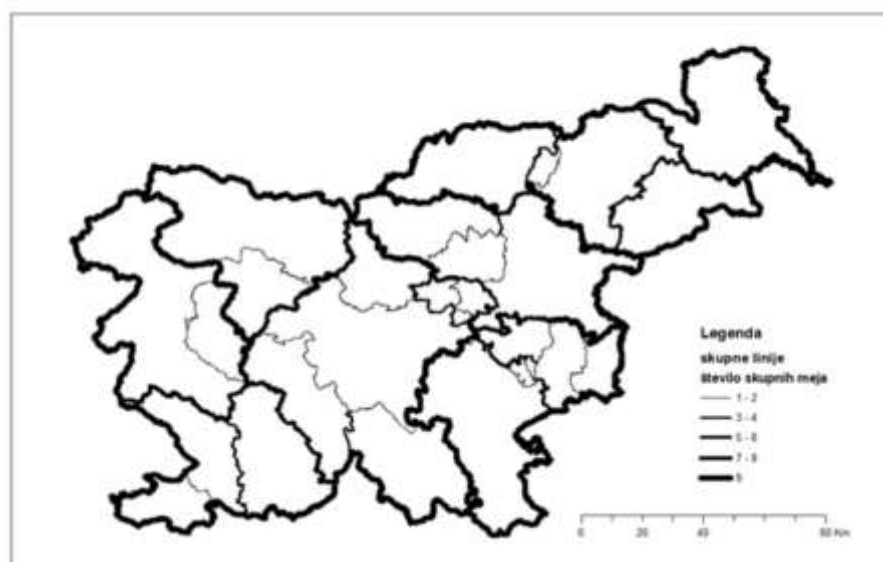 Legenda
skupne linije
število skupnih meja
1 - 2
3 - 4
5 - 6
7 - 8
9
0 20 40 80 Km